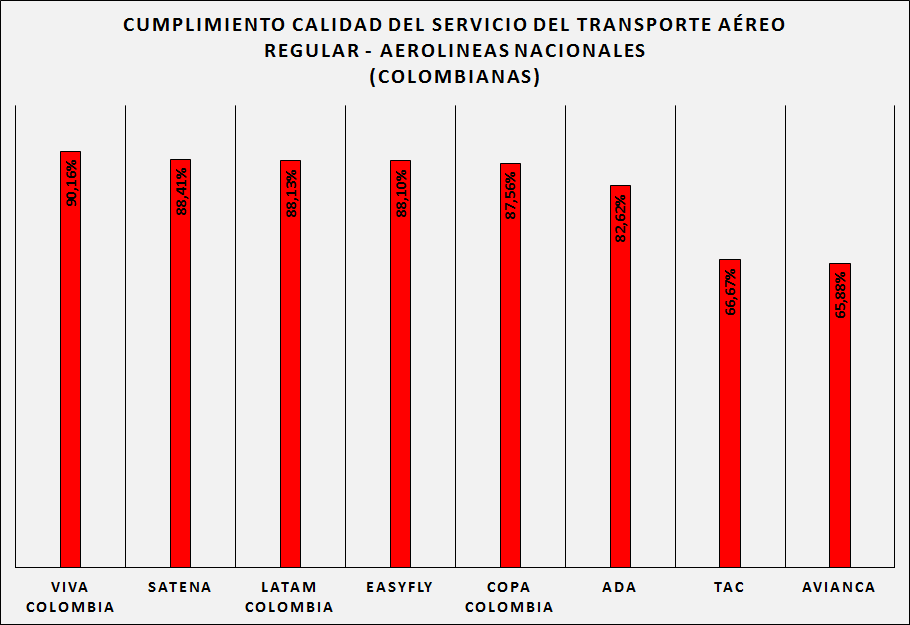 CUMPLIMIENTO CALIDAD DEL SERVICIO DEL TRANSPORTE AÉREO
REGULAR - AEROLINEAS NACIONALES
(COLOMBIANAS)
90,16%
88,41%
88,13%
88,10%
87,56%
82,62%
66,67%
65,88%
VIVA
COLOMBIA
SATENA
LATAM
COLOMBIA
EASYFLY
COPA
COLOMBIA
ADA
TAC
AVIANCA